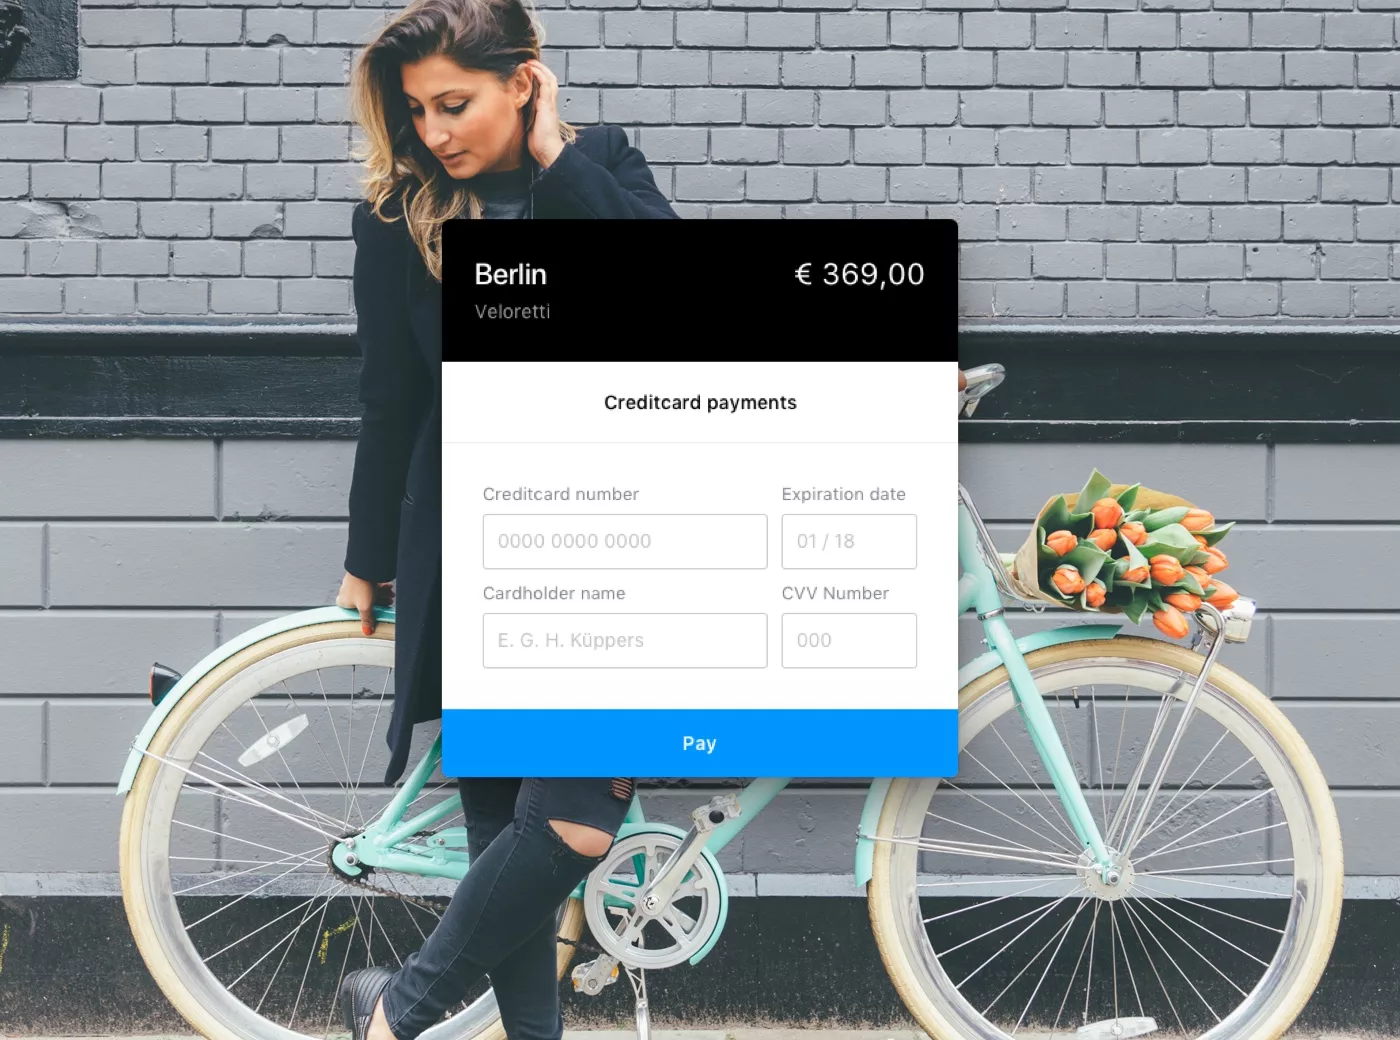 Berlin
€ 369,00
Veloretti
Creditcard payments
Creditcard number
Expiration date
0000 0000 0000
01 / 18
Cardholder name
CVV Number
E. G. H. Küppers
000
Pay